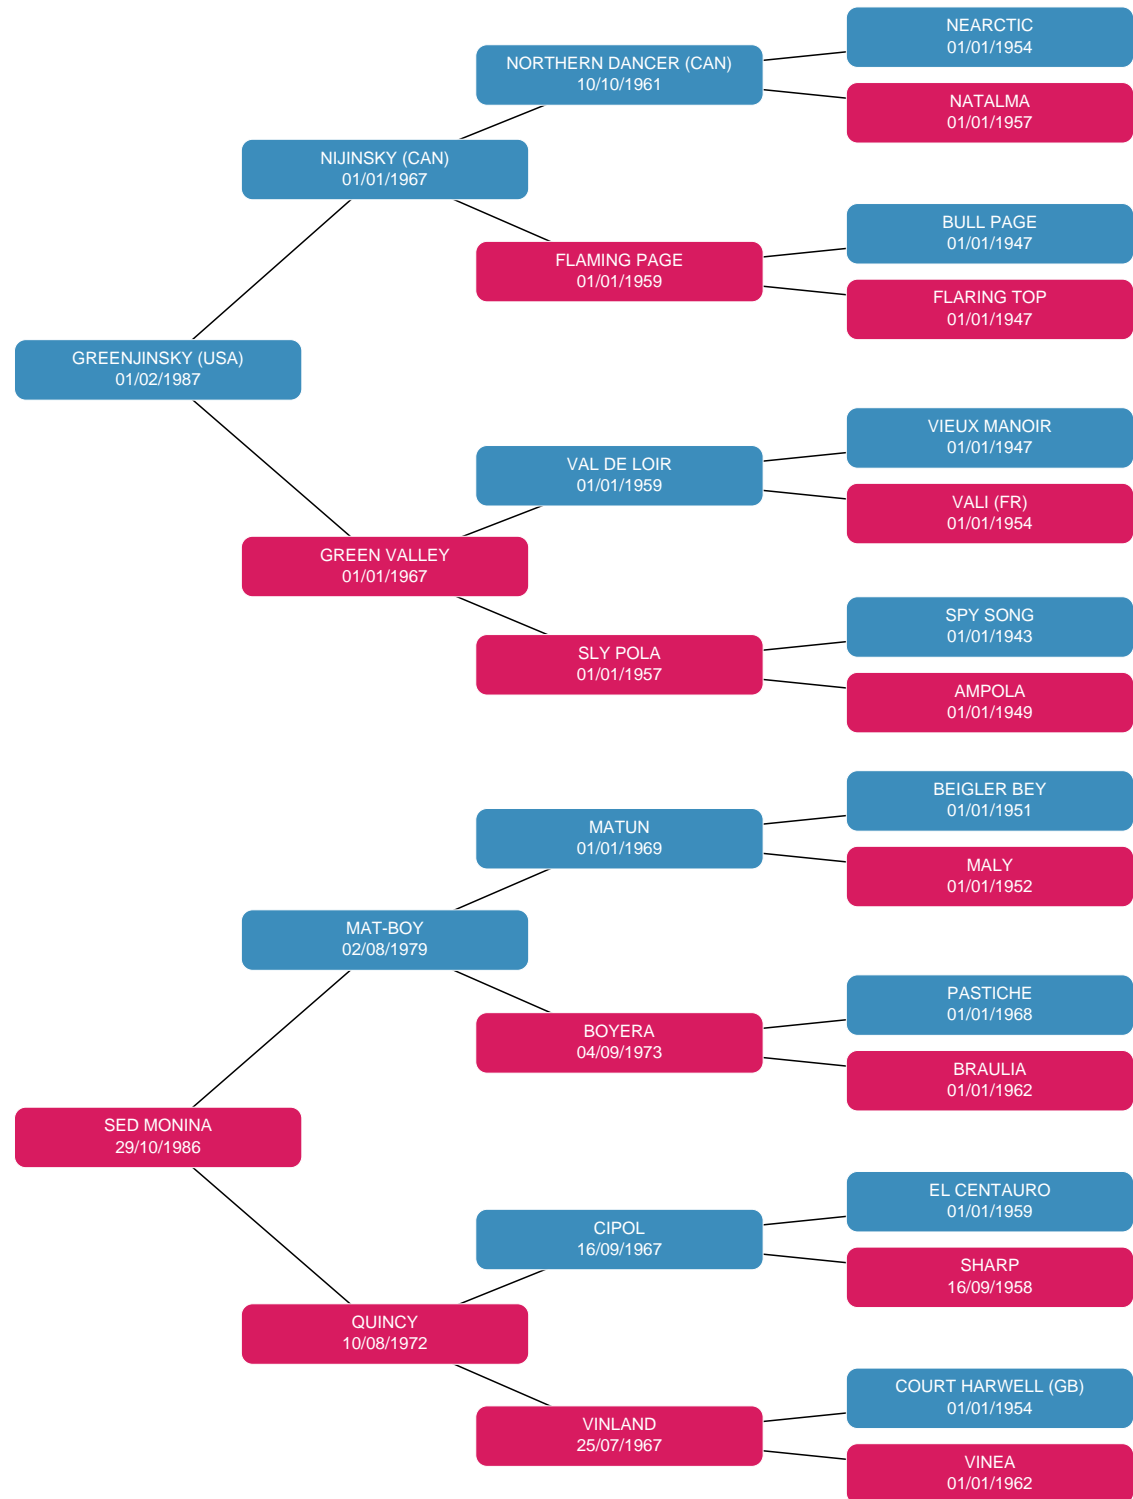 NEARCTIC
01/01/1954
NORTHERN DANCER (CAN)
10/10/1961
NATALMA
01/01/1957
NIJINSKY (CAN)
01/01/1967
BULL PAGE
01/01/1947
FLAMING PAGE
01/01/1959
FLARING TOP
01/01/1947
GREENJINSKY (USA)
01/02/1987
VIEUX MANOIR
01/01/1947
VAL DE LOIR
01/01/1959
VALI (FR)
01/01/1954
GREEN VALLEY
01/01/1967
SPY SONG
01/01/1943
SLY POLA
01/01/1957
AMPOLA
01/01/1949
BEIGLER BEY
01/01/1951
MATUN
01/01/1969
MALY
01/01/1952
MAT-BOY
02/08/1979
PASTICHE
01/01/1968
BOYERA
04/09/1973
BRAULIA
01/01/1962
SED MONINA
29/10/1986
EL CENTAURO
01/01/1959
CIPOL
16/09/1967
SHARP
16/09/1958
QUINCY
10/08/1972
COURT HARWELL (GB)
01/01/1954
VINLAND
25/07/1967
VINEA
01/01/1962